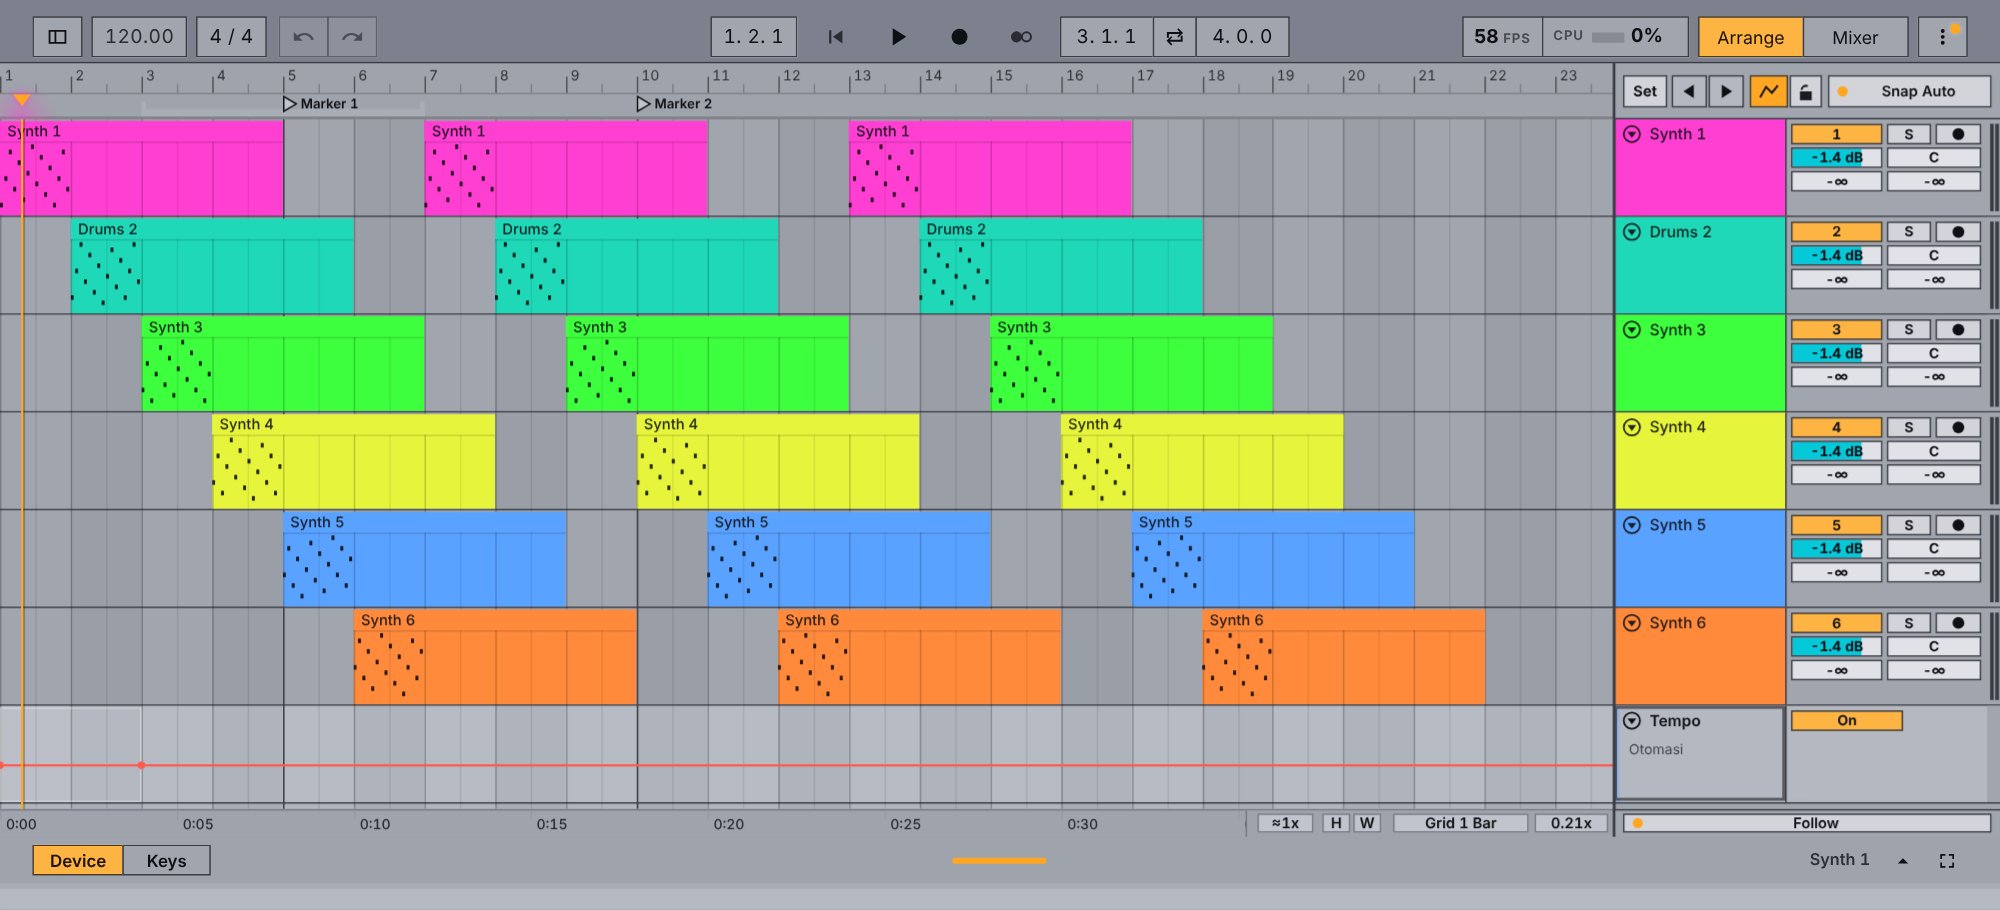 120.00 4 / 4 1. 2. 1 3. 1. 1 4. 0. 0 58 FPS CPU 0% Arrange Mixer
1 2 3 4 5 6 7 8 9 10 11 12 13 14 15 16 17 18 19 20 21 22 23
Marker 1 Marker 2
Set Snap Auto
Synth 1 Synth 1 Synth 1 Synth 1 1 S
-1.4 dB C
-∞ -∞
Drums 2 Drums 2 Drums 2 Drums 2 2 S
-1.4 dB C
-∞ -∞
Synth 3 Synth 3 Synth 3 Synth 3 3 S
-1.4 dB C
-∞ -∞
Synth 4 Synth 4 Synth 4 Synth 4 4 S
-1.4 dB C
-∞ -∞
Synth 5 Synth 5 Synth 5 Synth 5 5 S
-1.4 dB C
-∞ -∞
Synth 6 Synth 6 Synth 6 Synth 6 6 S
-1.4 dB C
-∞ -∞
Tempo On
Otomasi
0:00 0:05 0:10 0:15 0:20 0:25 0:30 ≈1x H W Grid 1 Bar 0.21x Follow
Device Keys Synth 1